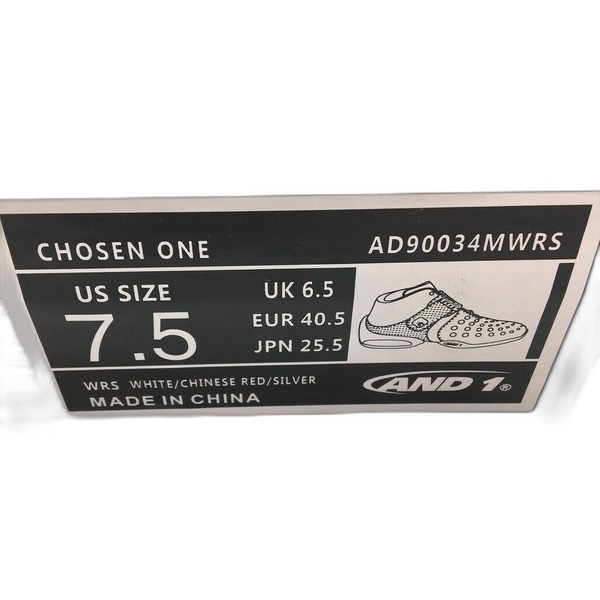 CHOSEN ONE AD90034MWRS
US SIZE
7.5
UK 6.5
EUR 40.5
JPN 25.5
WRS WHITE/CHINESE RED/SILVER
MADE IN CHINA
AND 1®